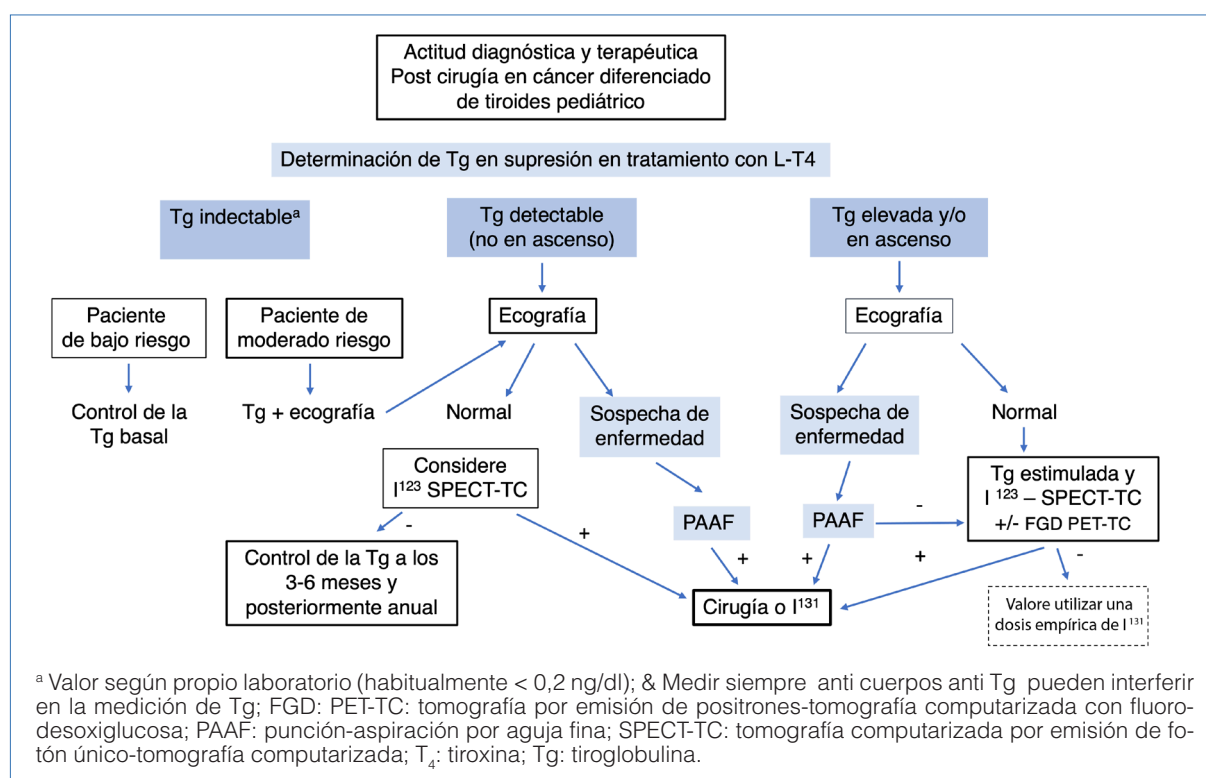 Actitud diagnóstica y terapéutica
Post cirugía en cáncer diferenciado
de tiroides pediátrico
Determinación de Tg en supresión en tratamiento con L-T4
Tg indectableᵃ
Tg detectable
(no en ascenso)
Tg elevada y/o
en ascenso
Paciente
de bajo riesgo
Paciente de
moderado riesgo
Ecografía
Ecografía
Control de la
Tg basal
Tg + ecografía
Normal
Sospecha de
enfermedad
Sospecha de
enfermedad
Normal
Considere
I¹²³ SPECT-TC
Tg estimulada y
I ¹²³ – SPECT-TC
+/- FGD PET-TC
PAAF
PAAF
-
-
+
+
+
+
-
Control de la Tg a los
3-6 meses y
posteriormente anual
Cirugía o I¹³¹
Valore utilizar una
dosis empírica de I¹³¹
ᵃ Valor según propio laboratorio (habitualmente < 0,2 ng/dl); & Medir siempre anti cuerpos anti Tg pueden interferir
en la medición de Tg; FGD: PET-TC: tomografía por emisión de positrones-tomografía computarizada con fluoro-
desoxiglucosa; PAAF: punción-aspiración por aguja fina; SPECT-TC: tomografía computarizada por emisión de fo-
tón único-tomografía computarizada; T₄: tiroxina; Tg: tiroglobulina.